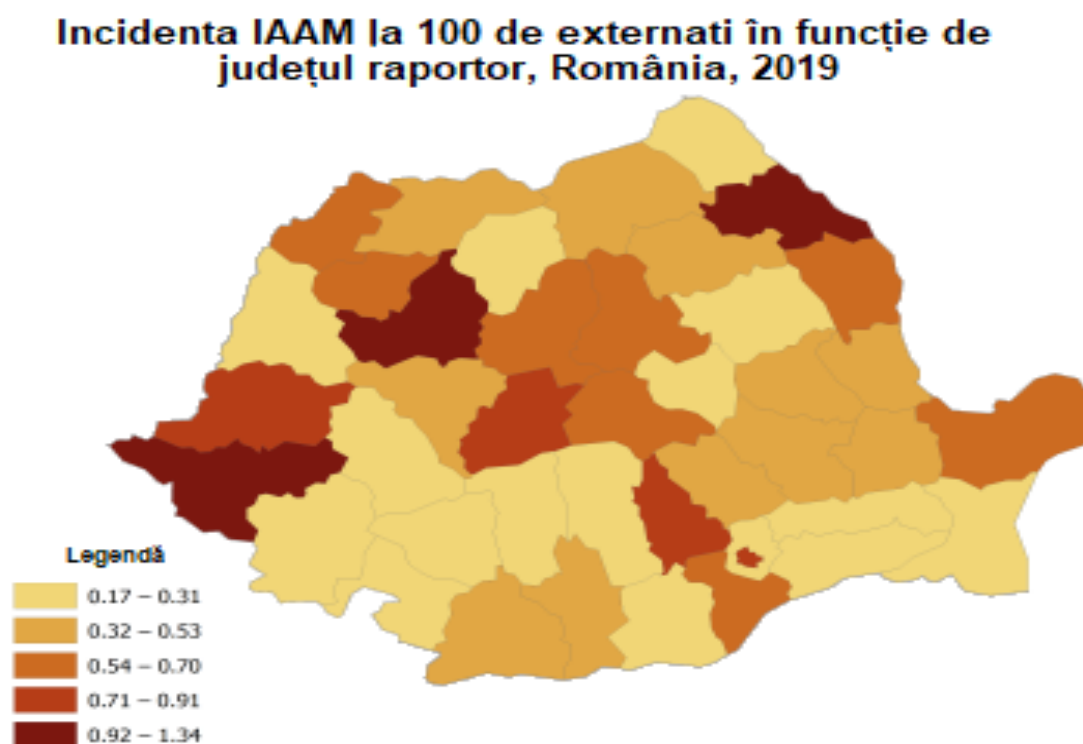 Incidenta IAAM la 100 de externati în funcție de
județul raportor, România, 2019
Legendă
0.17 – 0.31
0.32 – 0.53
0.54 – 0.70
0.71 – 0.91
0.92 – 1.34